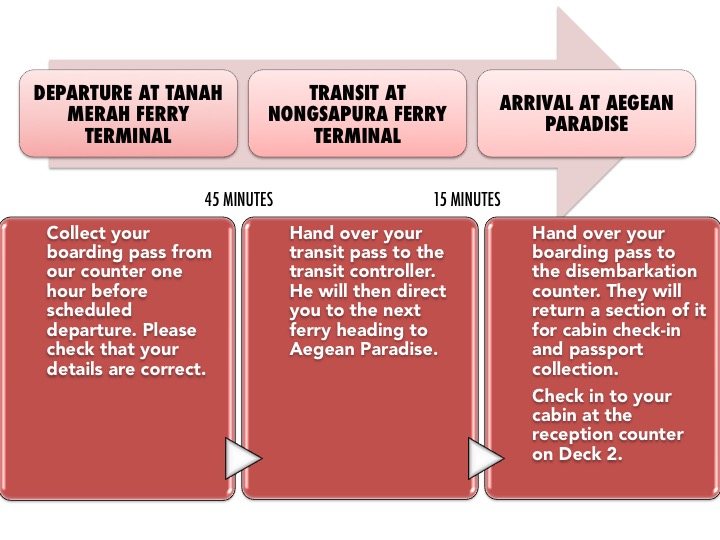 DEPARTURE AT TANAH
MERAH FERRY
TERMINAL
TRANSIT AT
NONGSAPURA FERRY
TERMINAL
ARRIVAL AT AEGEAN
PARADISE
45 MINUTES
15 MINUTES
Collect your
boarding pass from
our counter one
hour before
scheduled
departure. Please
check that your
details are correct.
Hand over your
transit pass to the
transit controller.
He will then direct
you to the next
ferry heading to
Aegean Paradise.
Hand over your
boarding pass to
the disembarkation
counter. They will
return a section of it
for cabin check-in
and passport
collection.
Check in to your
cabin at the
reception counter
on Deck 2.